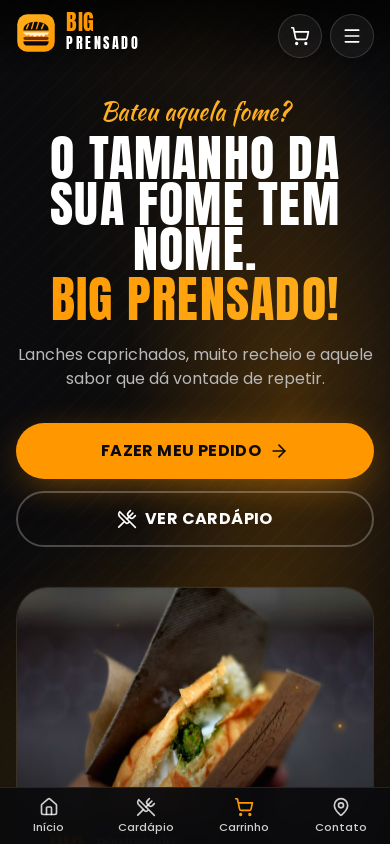 BIG
PRENSADO
Bateu aquela fome?
O TAMANHO DA
SUA FOME TEM
NOME.
BIG PRENSADO!
Lanches caprichados, muito recheio e aquele
sabor que dá vontade de repetir.
FAZER MEU PEDIDO
VER CARDÁPIO
Início
Cardápio
Carrinho
Contato